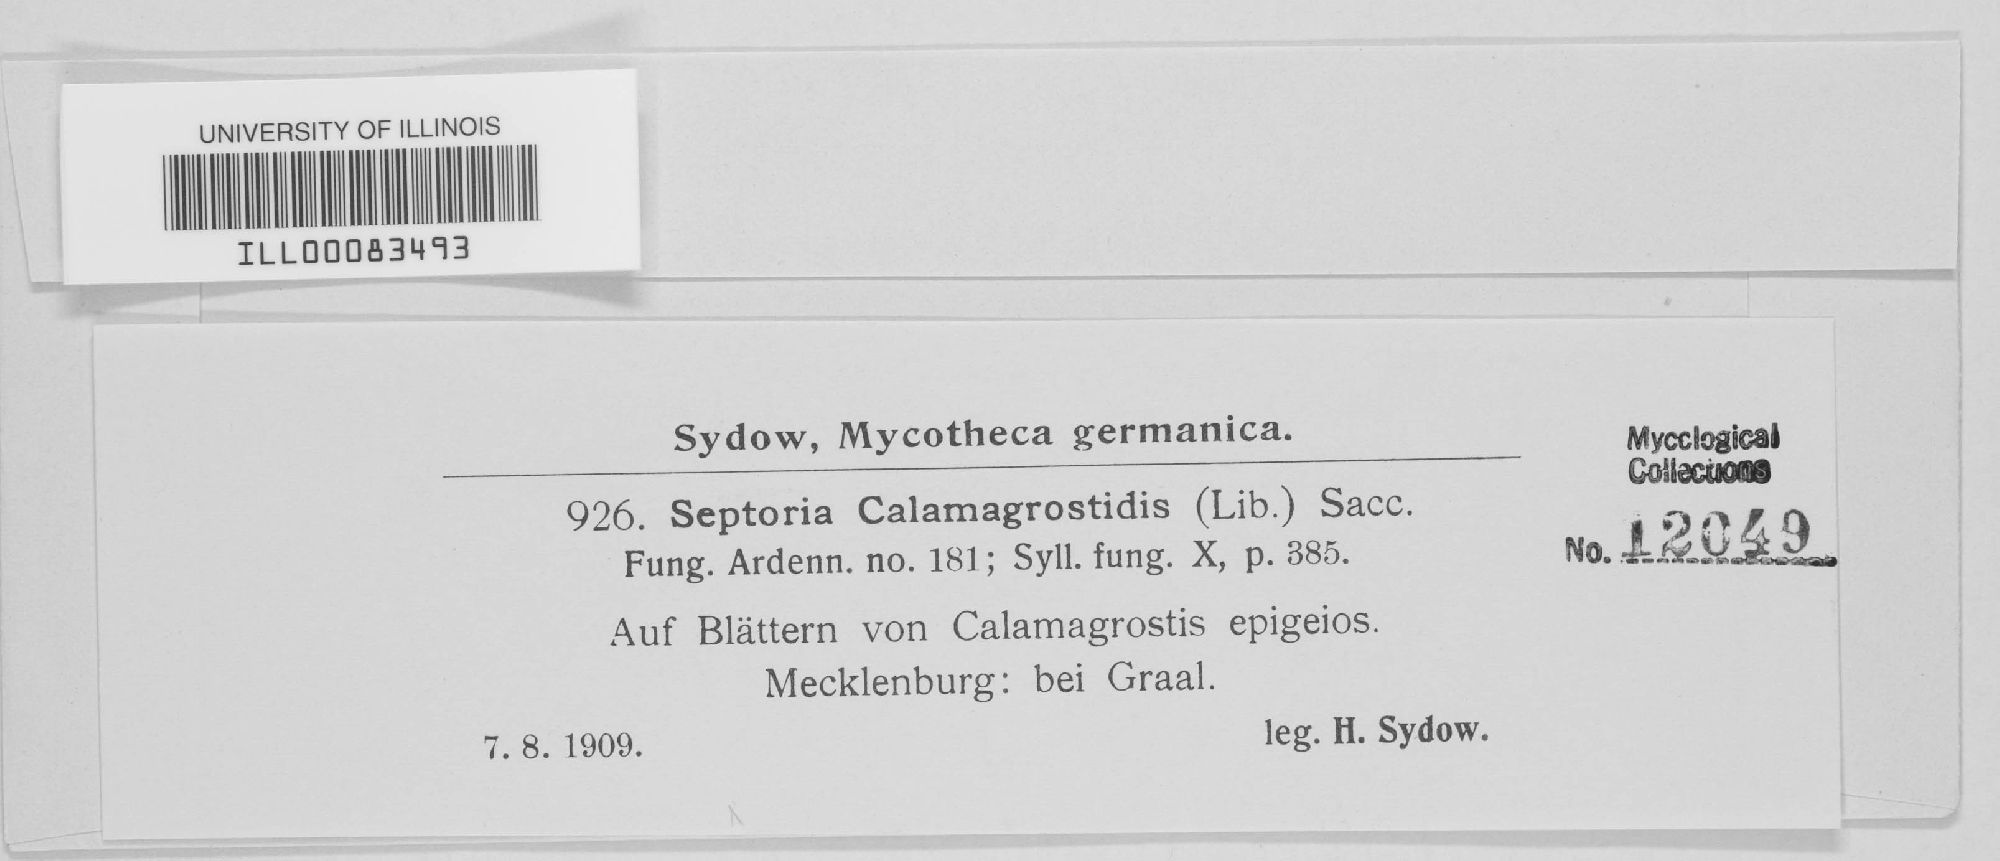 UNIVERSITY OF ILLINOIS
ILL00083493
Sydow, Mycotheca germanica.
926. Septoria Calamagrostidis (Lib.) Sacc.
Fung. Ardenn. no. 181; Syll. fung. X, p. 385.
Auf Blättern von Calamagrostis epigeios.
Mecklenburg: bei Graal.
7. 8. 1909.
leg. H. Sydow.
Mycological
Collections
No. 12049